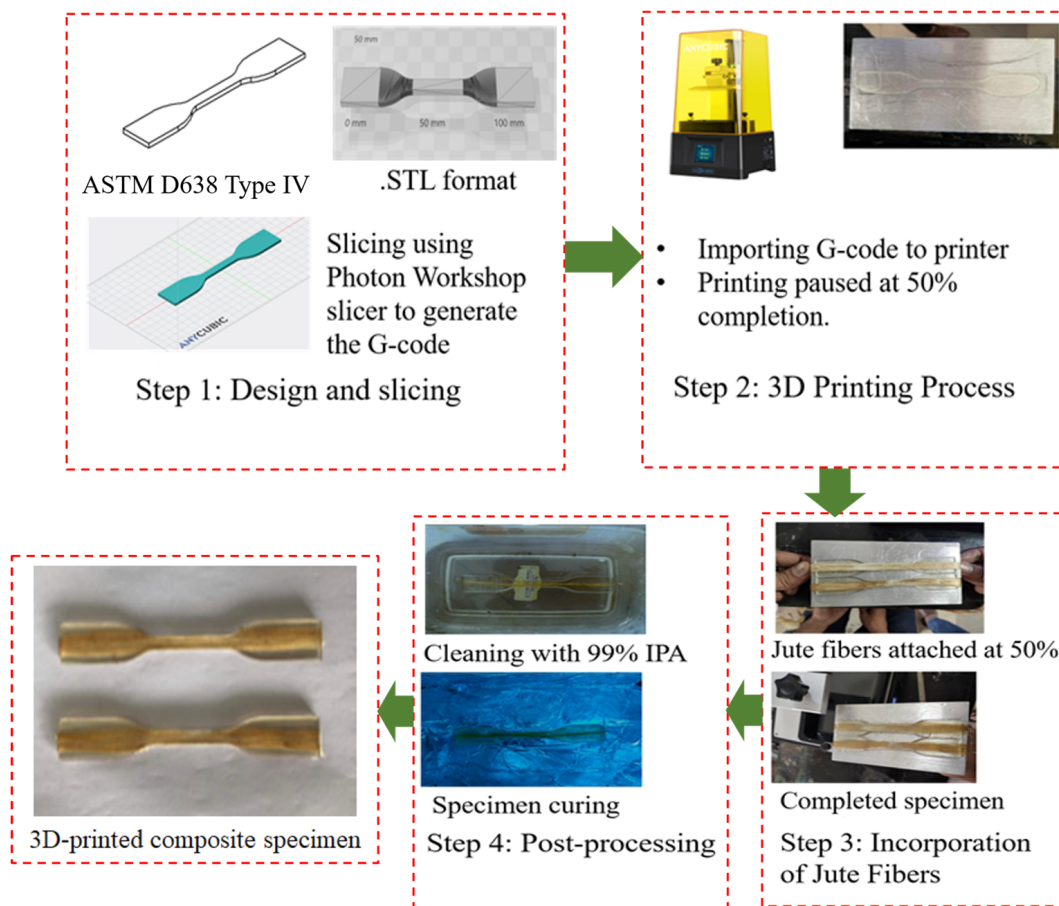 50 mm
0 mm 50 mm 100 mm
ASTM D638 Type IV
.STL format
ANYCUBIC
Slicing using
Photon Workshop
slicer to generate
the G-code
Step 1: Design and slicing
ANYCUBIC
• Importing G-code to printer
• Printing paused at 50%
completion.
Step 2: 3D Printing Process
Jute fibers attached at 50%
Completed specimen
Step 3: Incorporation
of Jute Fibers
Cleaning with 99% IPA
Specimen curing
Step 4: Post-processing
3D-printed composite specimen